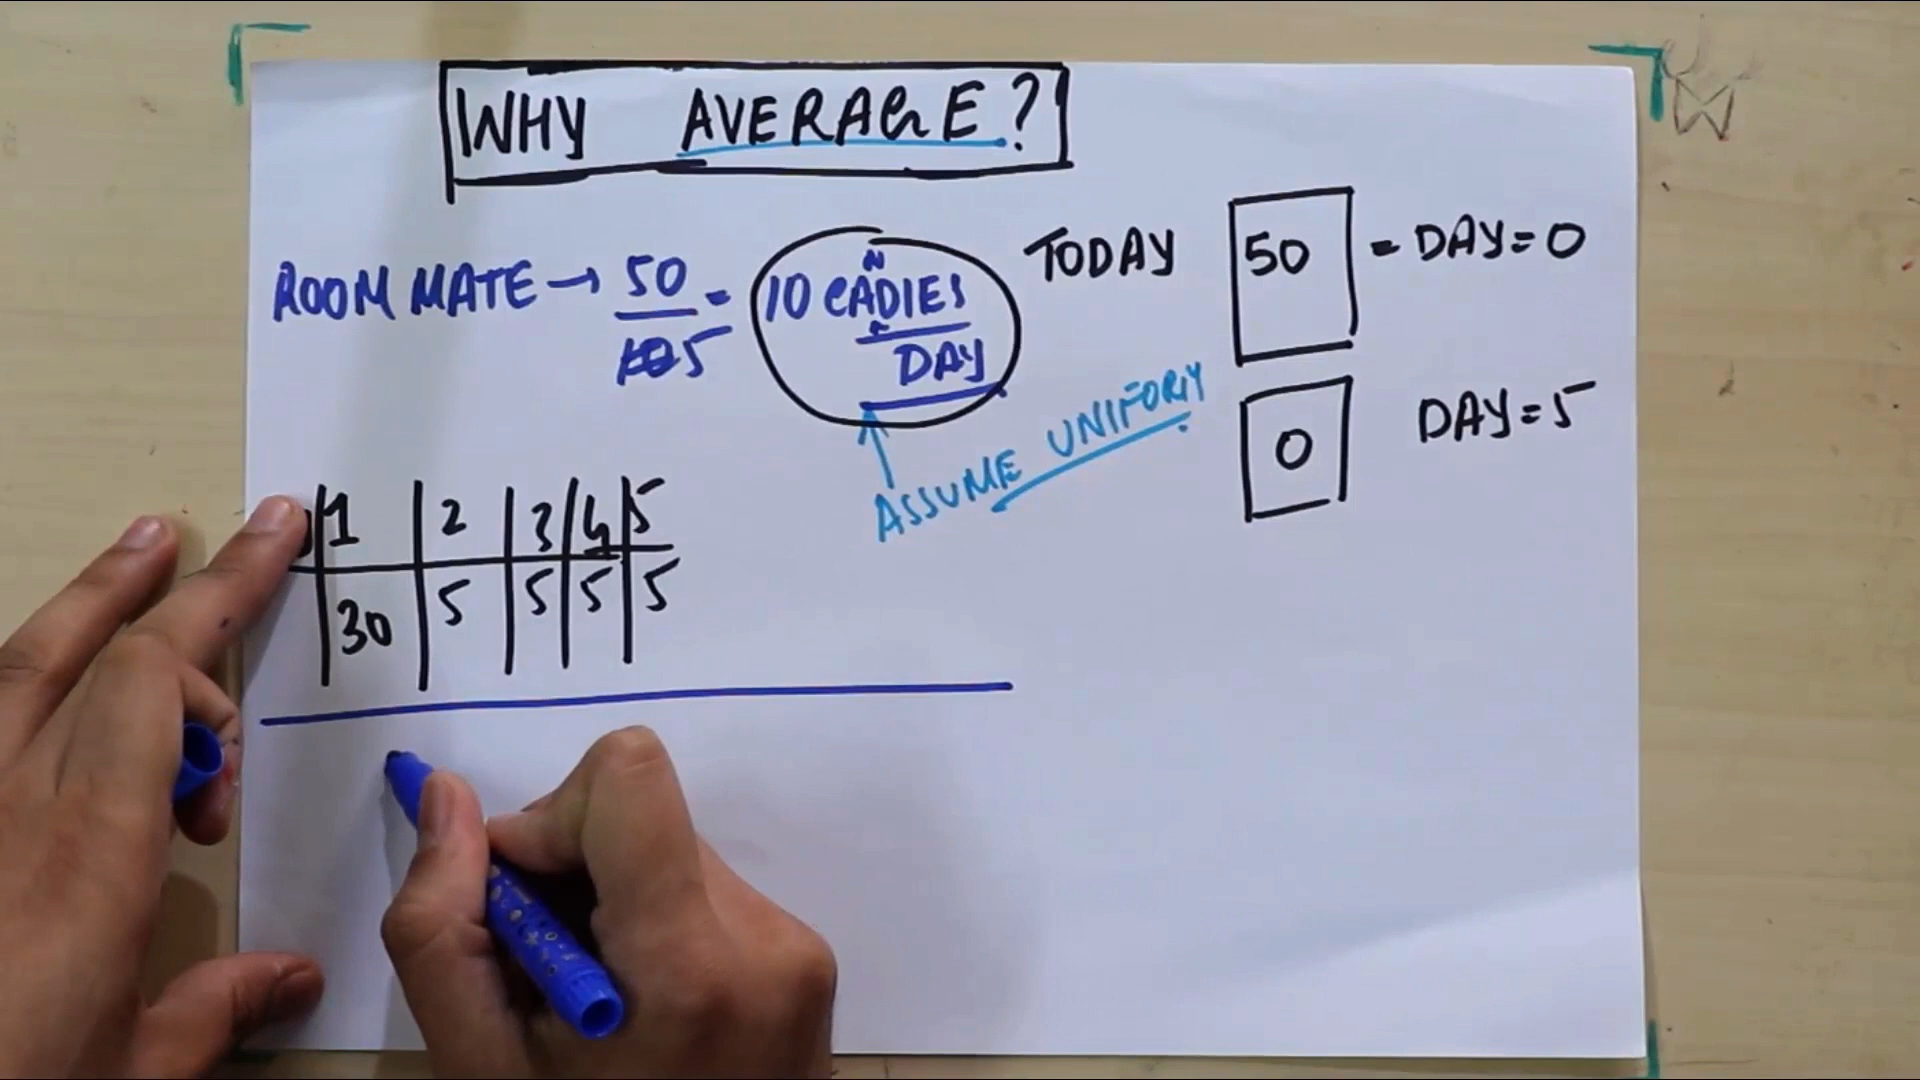 WHY AVERAGE?
ROOM MATE → 50/5 = 10 CANDIES/DAY
TODAY 50 - DAY = 0
0 DAY = 5
ASSUME UNIFORM
1 2 3 4 5
30 5 5 5 5